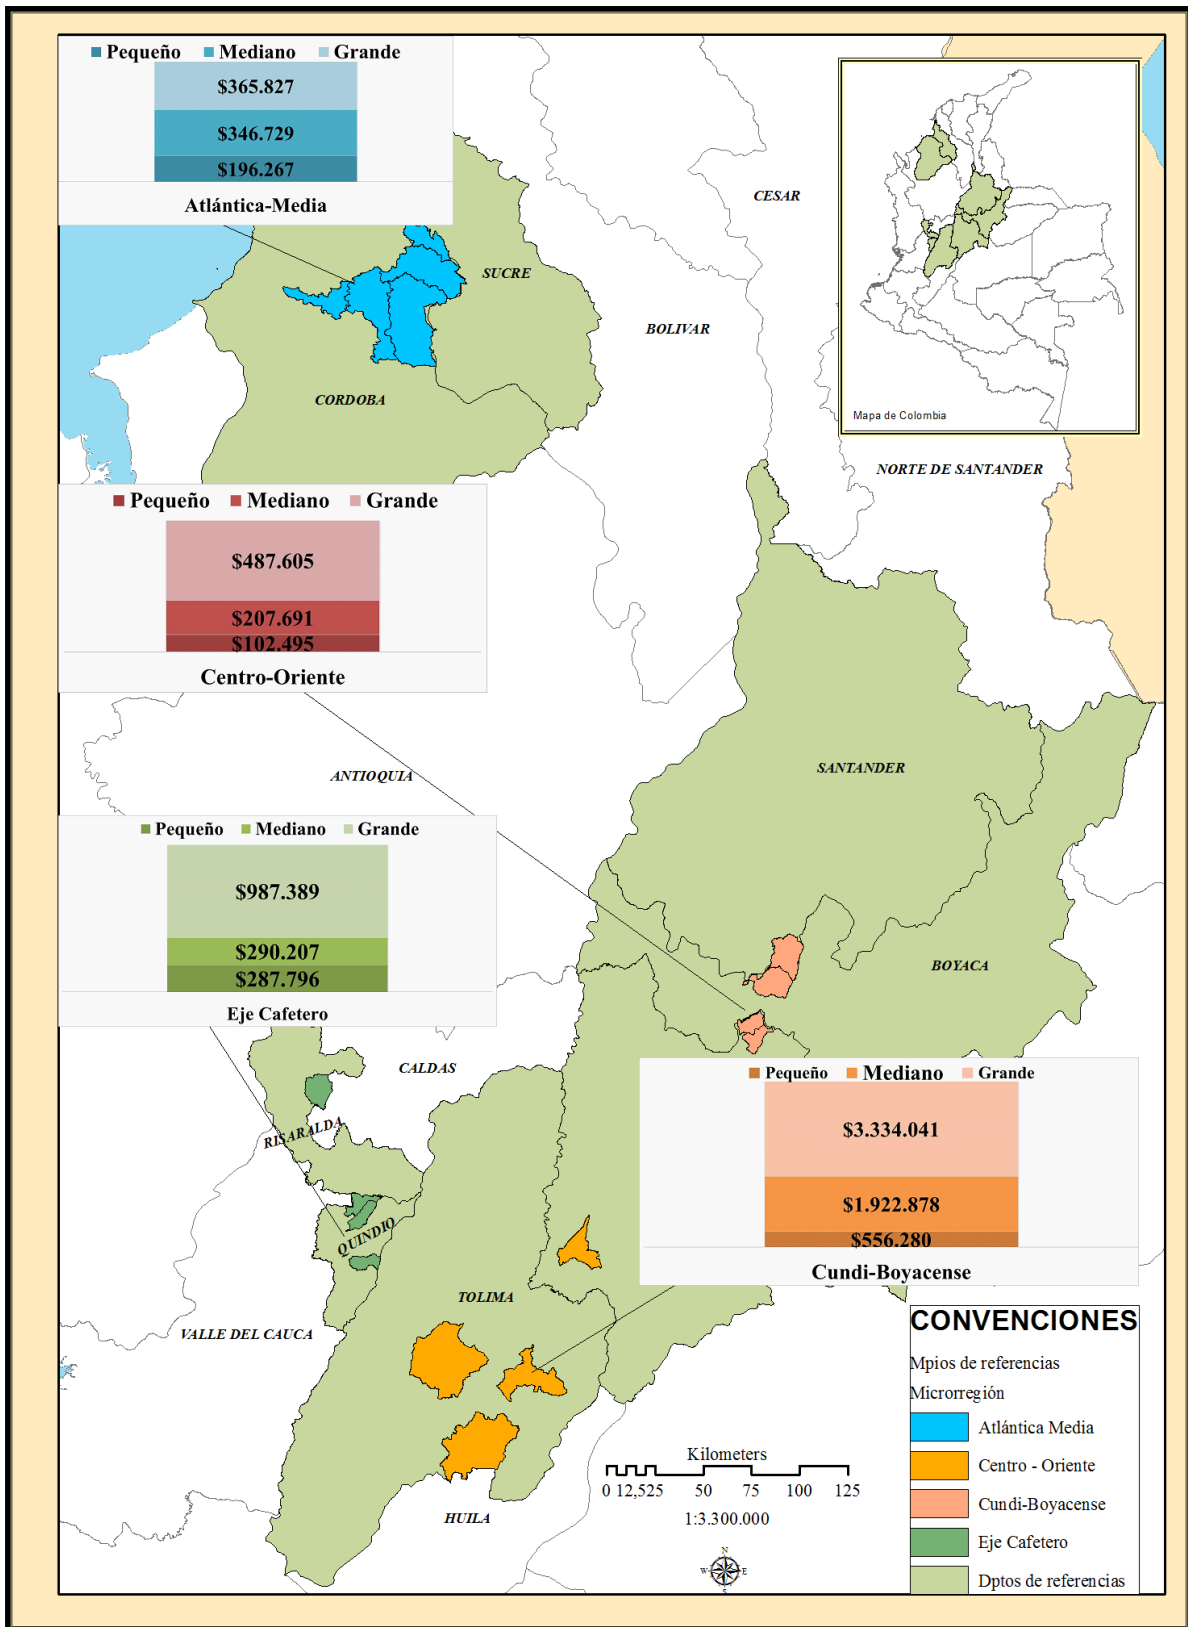 Pequeño Mediano Grande
$365.827
$346.729
$196.267
Atlántica-Media
CESAR
SUCRE
BOLIVAR
CORDOBA
Mapa de Colombia
NORTE DE SANTANDER
Pequeño Mediano Grande
$487.605
$207.691
$102.495
Centro-Oriente
ANTIOQUIA
SANTANDER
Pequeño Mediano Grande
$987.389
$290.207
$287.796
Eje Cafetero
BOYACA
CALDAS
RISARALDA
Pequeño Mediano Grande
$3.334.041
$1.922.878
$556.280
Cundi-Boyacense
QUINDIO
TOLIMA
VALLE DEL CAUCA
HUILA
Kilometers
0 12,525 50 75 100 125
1:3.300.000
N
W E
S
CONVENCIONES
Mpios de referencias
Microrregión
Atlántica Media
Centro - Oriente
Cundi-Boyacense
Eje Cafetero
Dptos de referencias